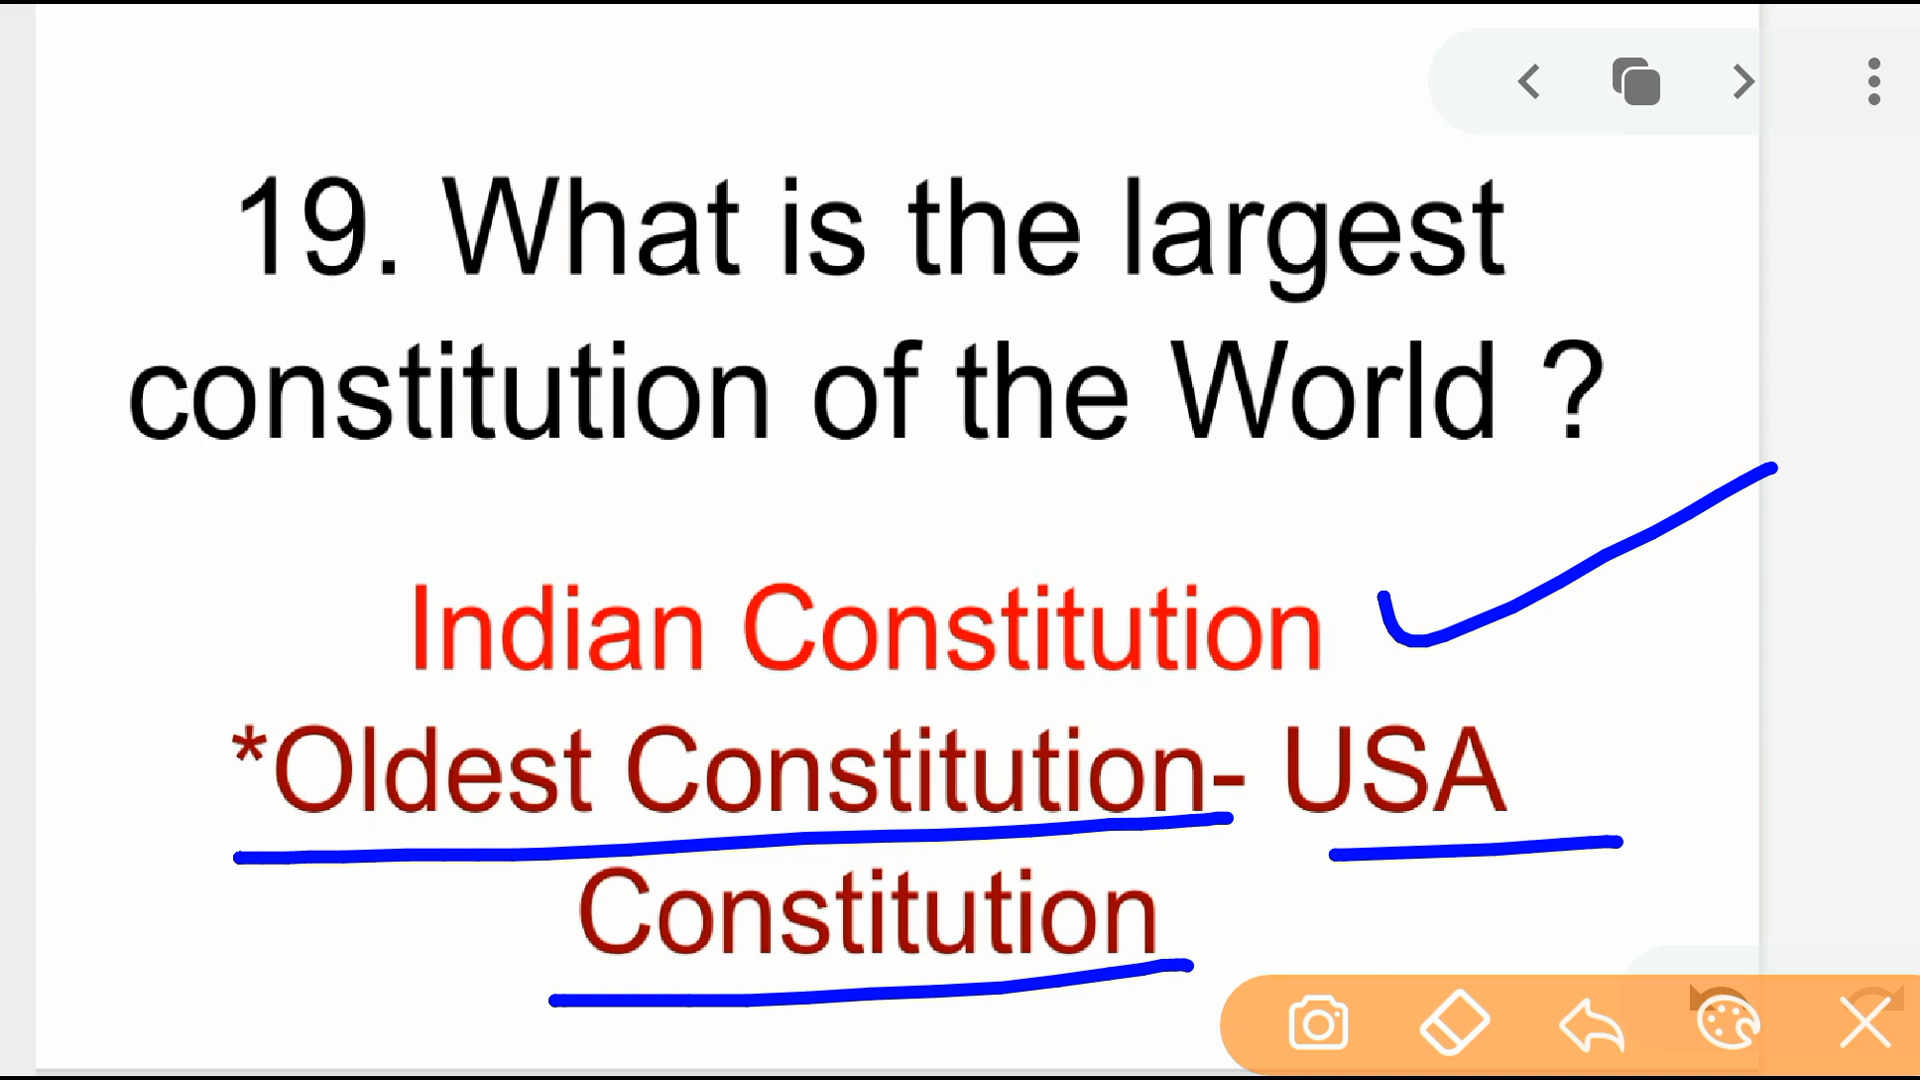 19. What is the largest
constitution of the World ?
Indian Constitution
*Oldest Constitution- USA
Constitution